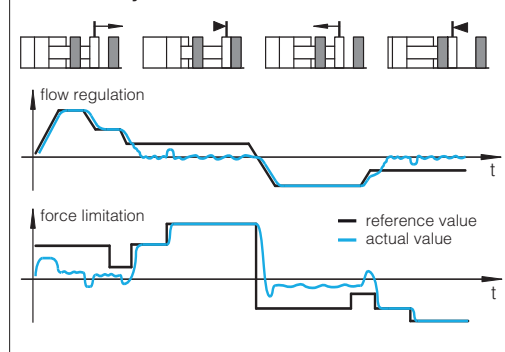 flow regulation
t
force limitation
reference value
actual value
t